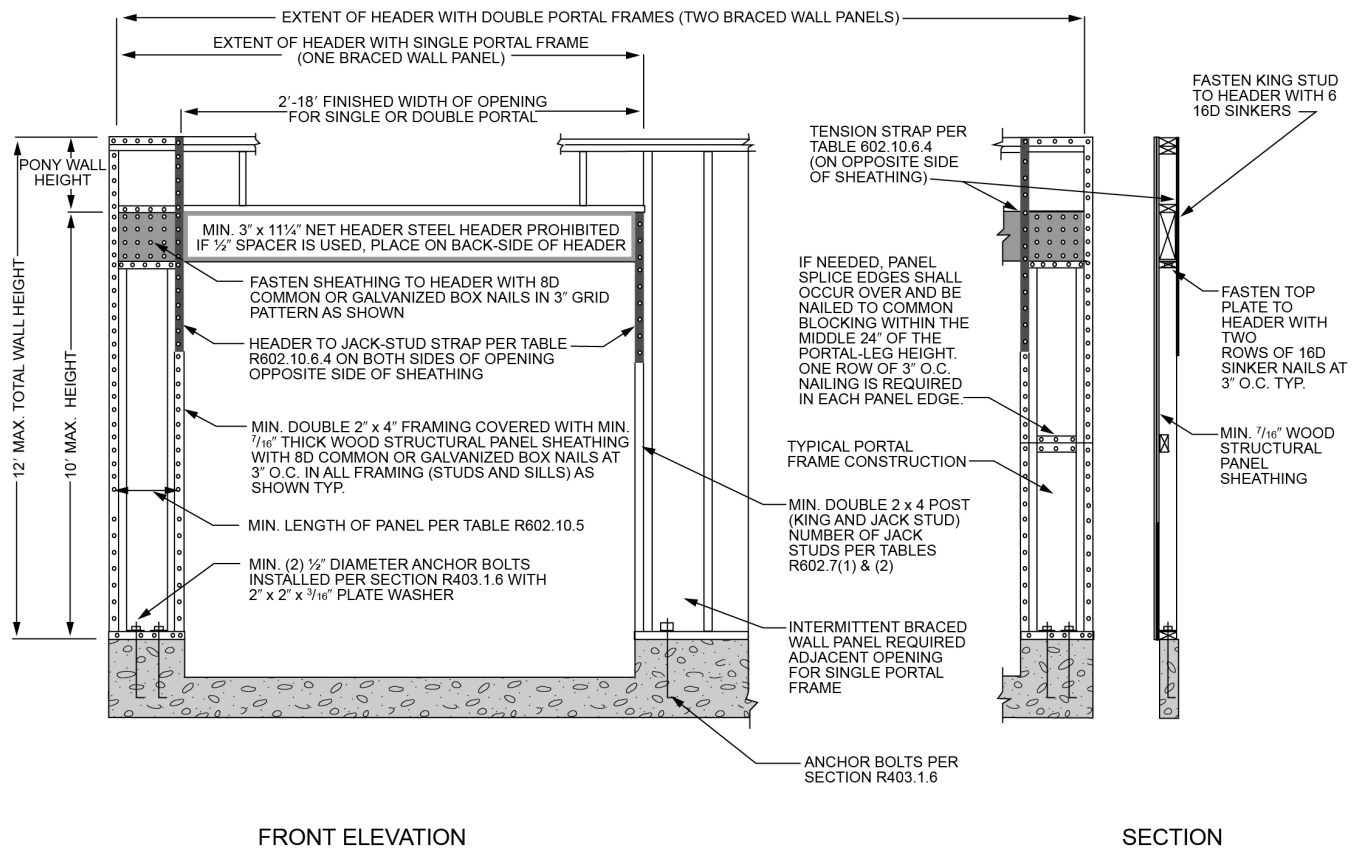 EXTENT OF HEADER WITH DOUBLE PORTAL FRAMES (TWO BRACED WALL PANELS)
EXTENT OF HEADER WITH SINGLE PORTAL FRAME
(ONE BRACED WALL PANEL)
2′-18′ FINISHED WIDTH OF OPENING
FOR SINGLE OR DOUBLE PORTAL
PONY WALL
HEIGHT
12′ MAX. TOTAL WALL HEIGHT
10′ MAX. HEIGHT
MIN. 3″ x 11¼″ NET HEADER STEEL HEADER PROHIBITED
IF ½″ SPACER IS USED, PLACE ON BACK-SIDE OF HEADER
FASTEN SHEATHING TO HEADER WITH 8D
COMMON OR GALVANIZED BOX NAILS IN 3″ GRID
PATTERN AS SHOWN
HEADER TO JACK-STUD STRAP PER TABLE
R602.10.6.4 ON BOTH SIDES OF OPENING
OPPOSITE SIDE OF SHEATHING
MIN. DOUBLE 2″ x 4″ FRAMING COVERED WITH MIN.
7/16″ THICK WOOD STRUCTURAL PANEL SHEATHING
WITH 8D COMMON OR GALVANIZED BOX NAILS AT
3″ O.C. IN ALL FRAMING (STUDS AND SILLS) AS
SHOWN TYP.
MIN. LENGTH OF PANEL PER TABLE R602.10.5
MIN. (2) ½″ DIAMETER ANCHOR BOLTS
INSTALLED PER SECTION R403.1.6 WITH
2″ x 2″ x 3/16″ PLATE WASHER
TENSION STRAP PER
TABLE 602.10.6.4
(ON OPPOSITE SIDE
OF SHEATHING)
IF NEEDED, PANEL
SPLICE EDGES SHALL
OCCUR OVER AND BE
NAILED TO COMMON
BLOCKING WITHIN THE
MIDDLE 24″ OF THE
PORTAL-LEG HEIGHT.
ONE ROW OF 3″ O.C.
NAILING IS REQUIRED
IN EACH PANEL EDGE.
TYPICAL PORTAL
FRAME CONSTRUCTION
MIN. DOUBLE 2 x 4 POST
(KING AND JACK STUD)
NUMBER OF JACK
STUDS PER TABLES
R602.7(1) & (2)
INTERMITTENT BRACED
WALL PANEL REQUIRED
ADJACENT OPENING
FOR SINGLE PORTAL
FRAME
ANCHOR BOLTS PER
SECTION R403.1.6
FASTEN KING STUD
TO HEADER WITH 6
16D SINKERS
FASTEN TOP
PLATE TO
HEADER WITH
TWO
ROWS OF 16D
SINKER NAILS AT
3″ O.C. TYP.
MIN. 7/16″ WOOD
STRUCTURAL
PANEL
SHEATHING
FRONT ELEVATION
SECTION